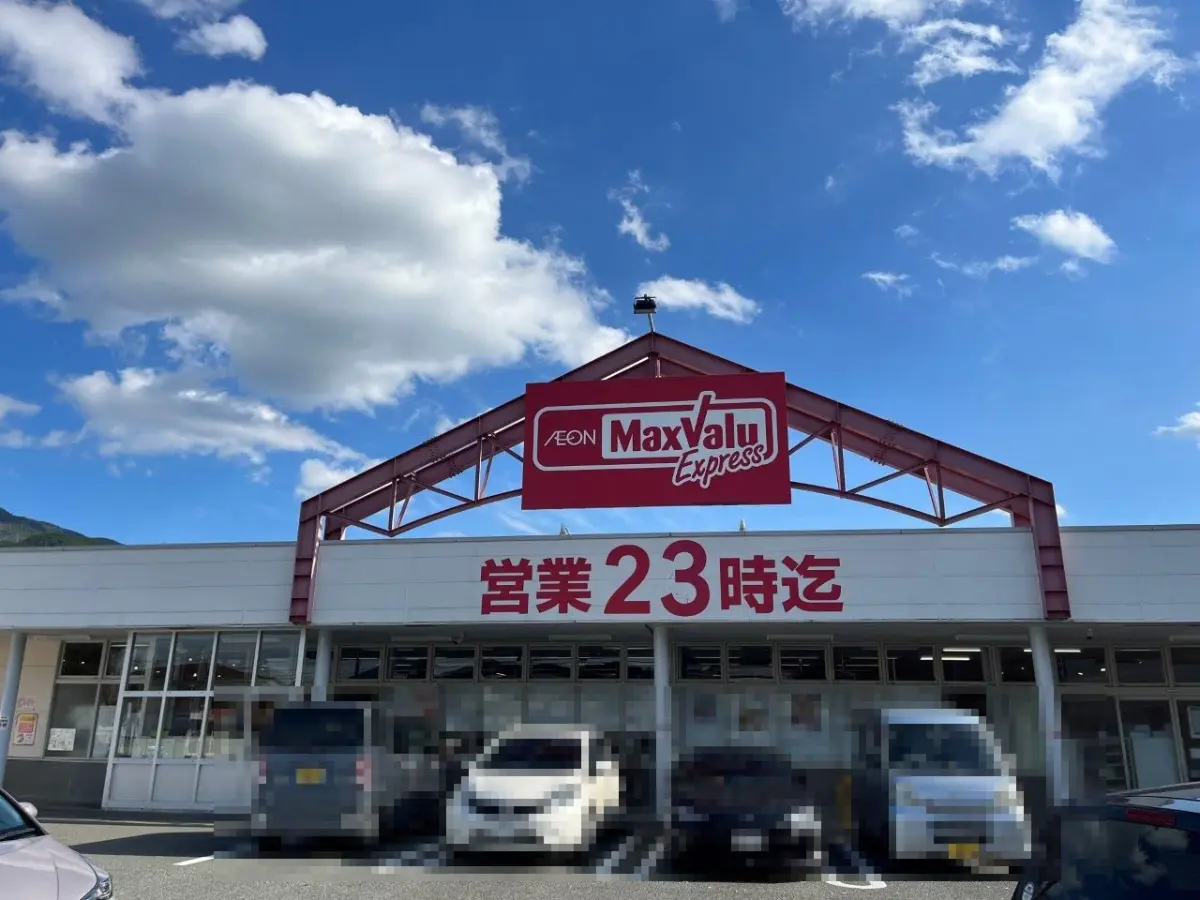 ÆON MaxValu
Express
営業23時迄